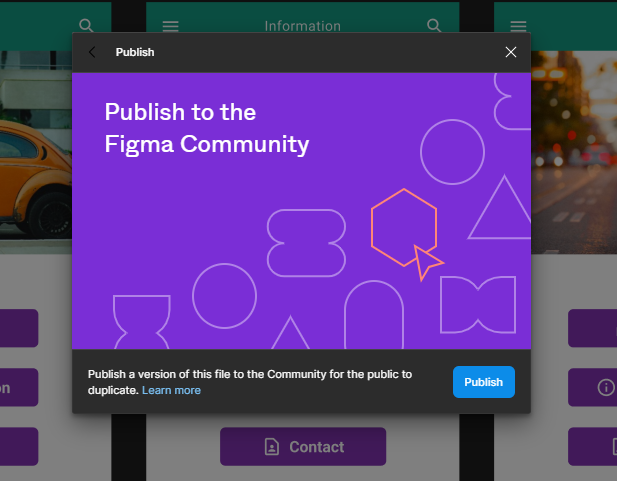 Information
Publish
Publish to the
Figma Community
Publish a version of this file to the Community for the public to
duplicate. Learn more
Publish
on
Contact